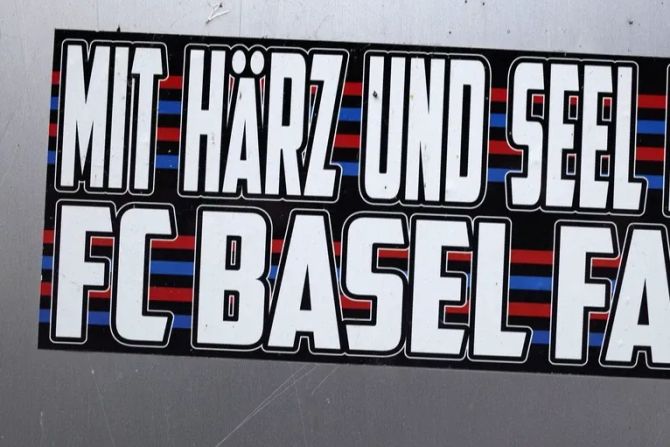 MIT HÄRZ UND SEEL
FC BASEL FA